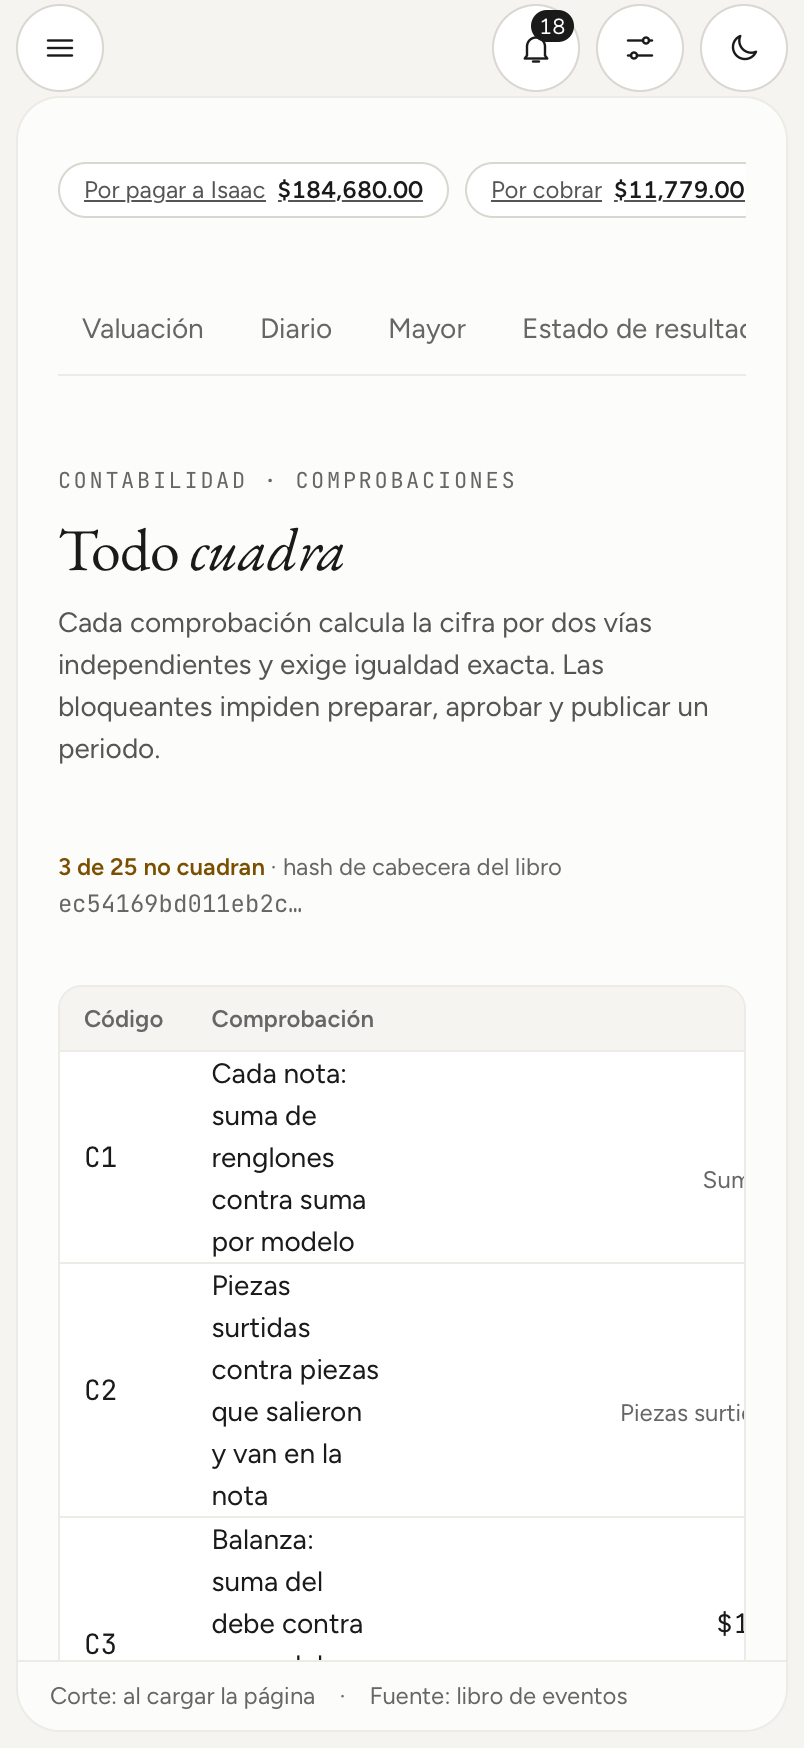 18
Por pagar a Isaac $184,680.00 Por cobrar $11,779.00
Valuación Diario Mayor Estado de resultad
CONTABILIDAD · COMPROBACIONES
Todo cuadra
Cada comprobación calcula la cifra por dos vías
independientes y exige igualdad exacta. Las
bloqueantes impiden preparar, aprobar y publicar un
periodo.
3 de 25 no cuadran · hash de cabecera del libro
ec54169bd011eb2c…
Código Comprobación
C1
Cada nota:
suma de
renglones
contra suma
por modelo
Sum
C2
Piezas
surtidas
contra piezas
que salieron
y van en la
nota
Piezas surti
C3
Balanza:
suma del
debe contra
$1
Corte: al cargar la página · Fuente: libro de eventos